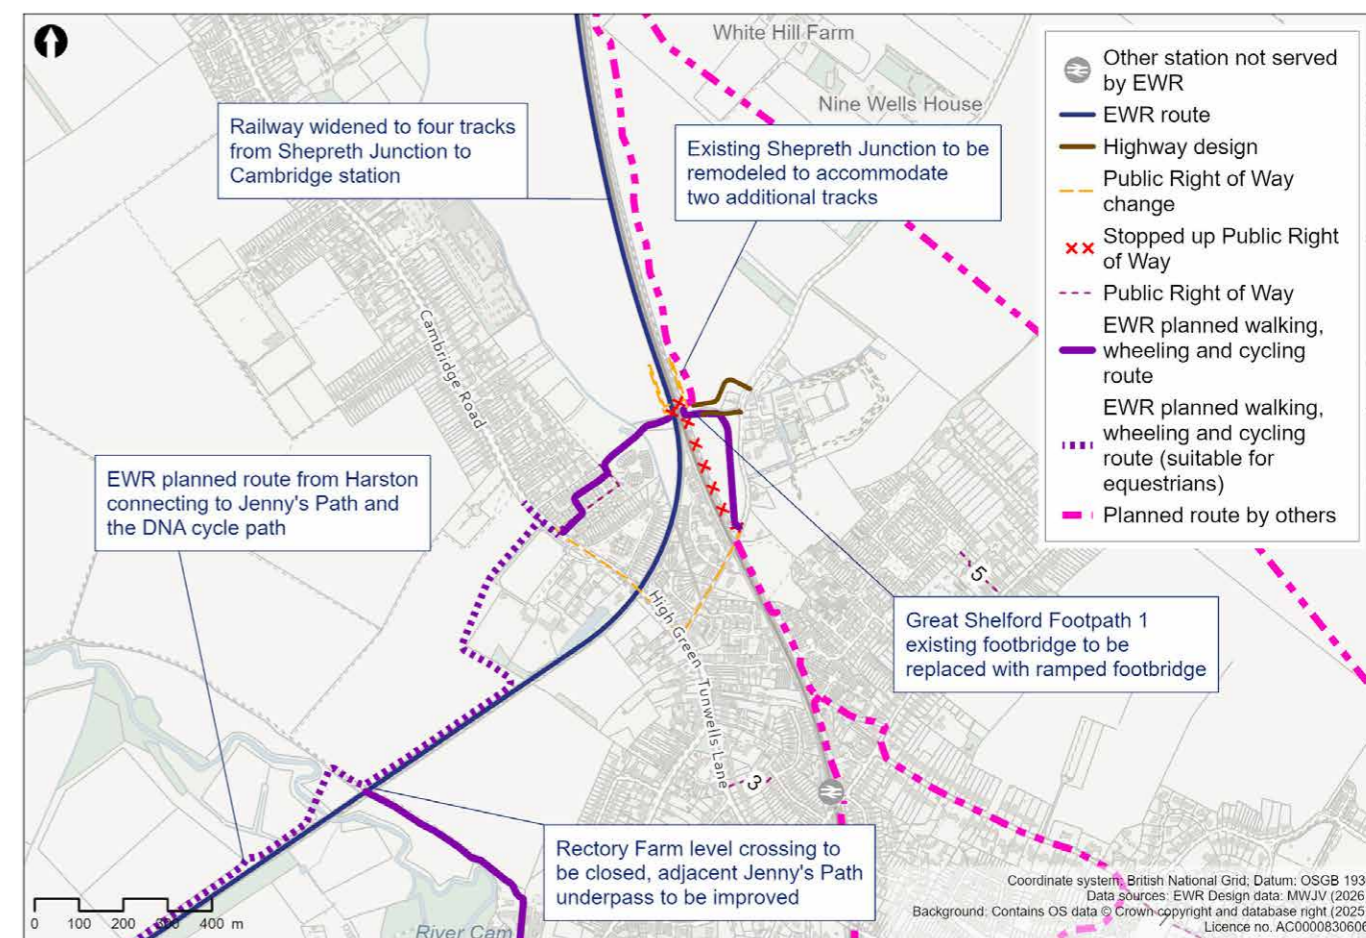 White Hill Farm
Nine Wells House
Railway widened to four tracks
from Shepreth Junction to
Cambridge station
Existing Shepreth Junction to be
remodeled to accommodate
two additional tracks
Other station not served
by EWR
EWR route
Highway design
Public Right of Way
change
Stopped up Public Right
of Way
Public Right of Way
EWR planned walking,
wheeling and cycling
route
EWR planned walking,
wheeling and cycling
route (suitable for
equestrians)
Planned route by others
Cambridge Road
EWR planned route from Harston
connecting to Jenny's Path and
the DNA cycle path
High Green
Tunwells Lane
5
3
Great Shelford Footpath 1
existing footbridge to be
replaced with ramped footbridge
Rectory Farm level crossing to
be closed, adjacent Jenny's Path
underpass to be improved
River Cam
0 100 200 300 400 m
Coordinate system: British National Grid; Datum: OSGB 193
Data sources: EWR Design data: MWJV (2026
Background: Contains OS data © Crown copyright and database right (2025
Licence no. AC000083060